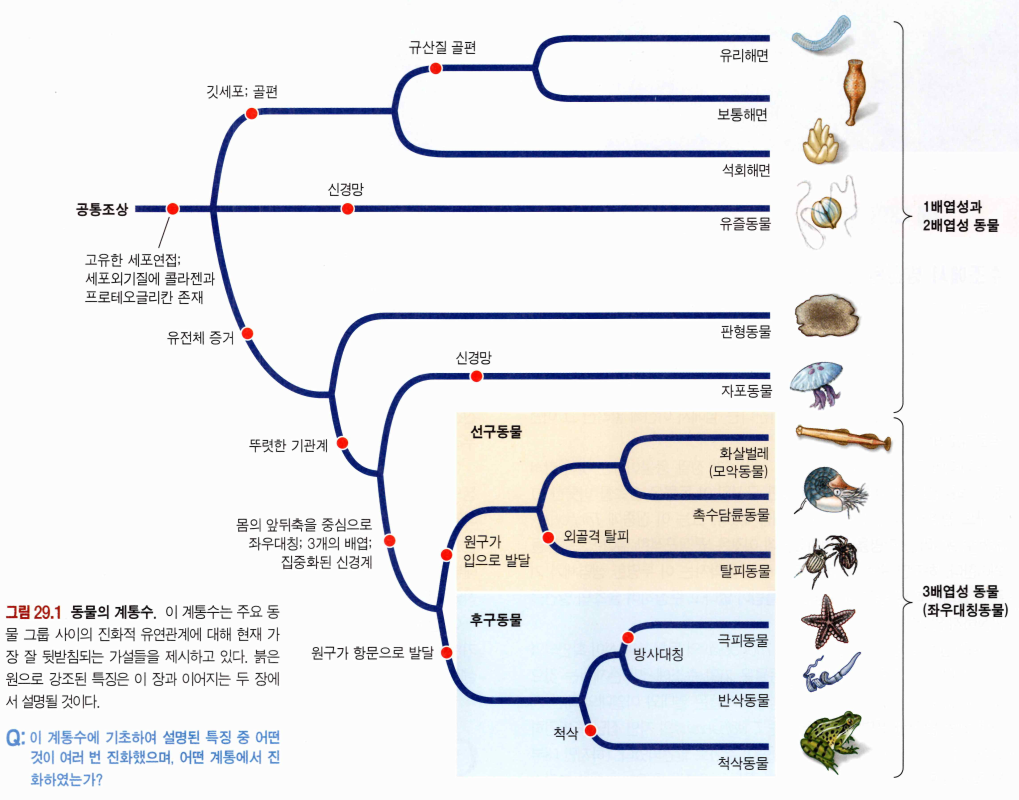 규산질 골편
유리해면
깃세포; 골편
보통해면
석회해면
공통조상
신경망
유즐동물
1배엽성과
2배엽성 동물
고유한 세포연접;
세포외기질에 콜라젠과
프로테오글리칸 존재
유전체 증거
판형동물
신경망
자포동물
뚜렷한 기관계
선구동물
화살벌레
(모악동물)
촉수담륜동물
몸의 앞뒤축을 중심으로
좌우대칭; 3개의 배엽;
집중화된 신경계
원구가
입으로 발달
외골격 탈피
탈피동물
3배엽성 동물
(좌우대칭동물)
후구동물
원구가 항문으로 발달
극피동물
방사대칭
반삭동물
척삭
척삭동물
그림 29.1 동물의 계통수. 이 계통수는 주요 동
물 그룹 사이의 진화적 유연관계에 대해 현재 가
장 잘 뒷받침되는 가설들을 제시하고 있다. 붉은
원으로 강조된 특징은 이 장과 이어지는 두 장에
서 설명될 것이다.
Q: 이 계통수에 기초하여 설명된 특징 중 어떤
것이 여러 번 진화했으며, 어떤 계통에서 진
화하였는가?